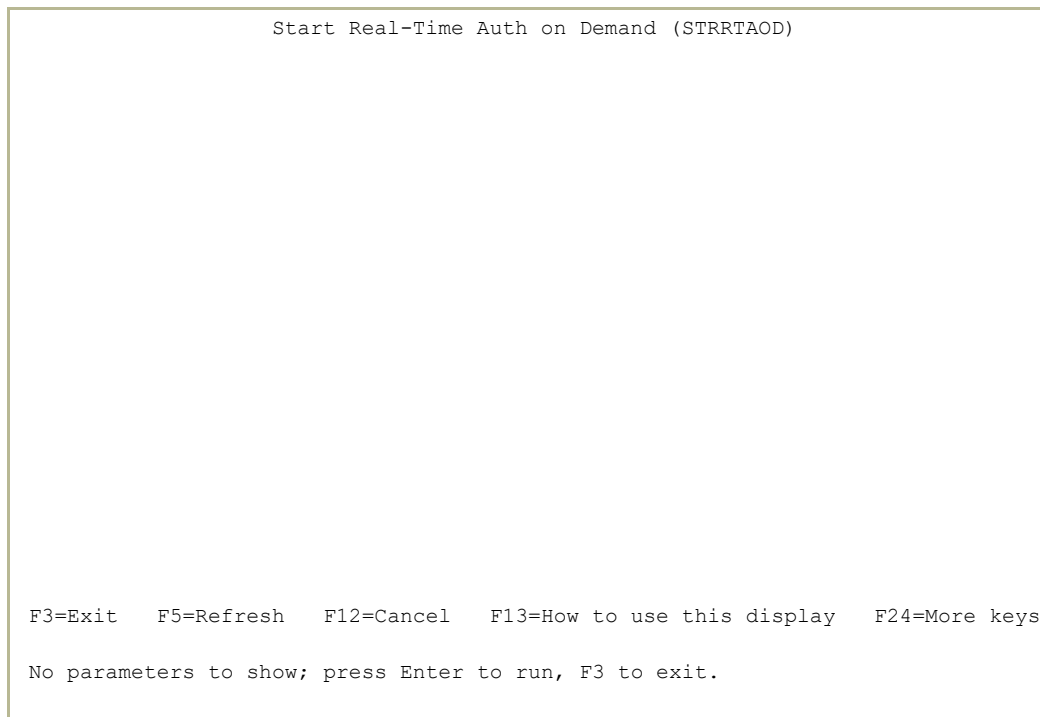 Start Real-Time Auth on Demand (STRRTAOD)
F3=Exit   F5=Refresh   F12=Cancel   F13=How to use this display   F24=More keys
No parameters to show; press Enter to run, F3 to exit.